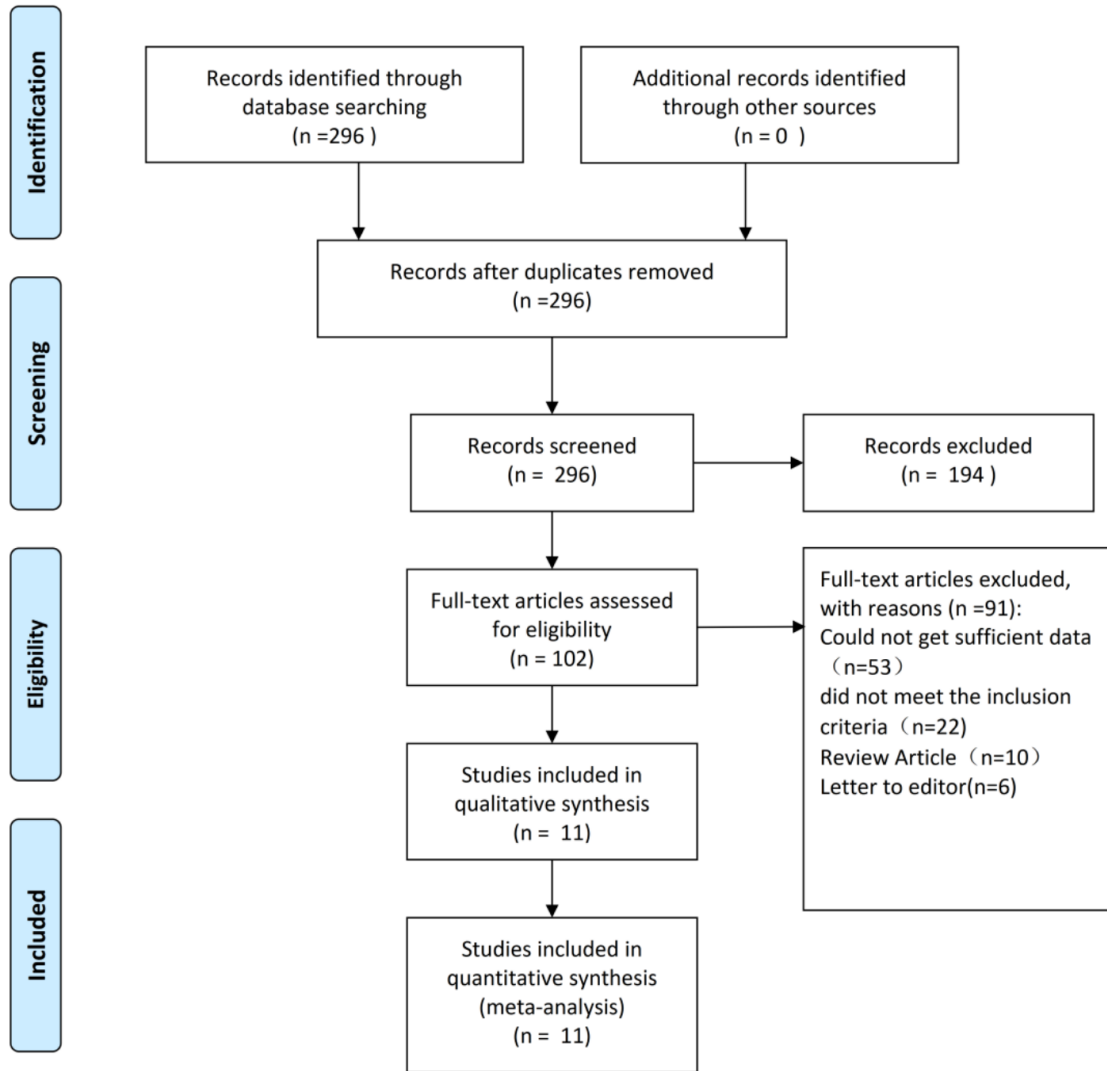 Identification
Records identified through
database searching
(n =296 )
Additional records identified
through other sources
(n = 0  )
Records after duplicates removed
(n =296)
Screening
Records screened
(n =  296)
Records excluded
(n =  194 )
Eligibility
Full-text articles assessed
for eligibility
(n = 102)
Full-text articles excluded,
with reasons (n =91):
Could not get sufficient data
（n=53）
did not meet the inclusion
criteria（n=22)
Review Article（n=10）
Letter to editor(n=6)
Studies included in
qualitative synthesis
(n =  11)
Included
Studies included in
quantitative synthesis
(meta-analysis)
(n =  11)